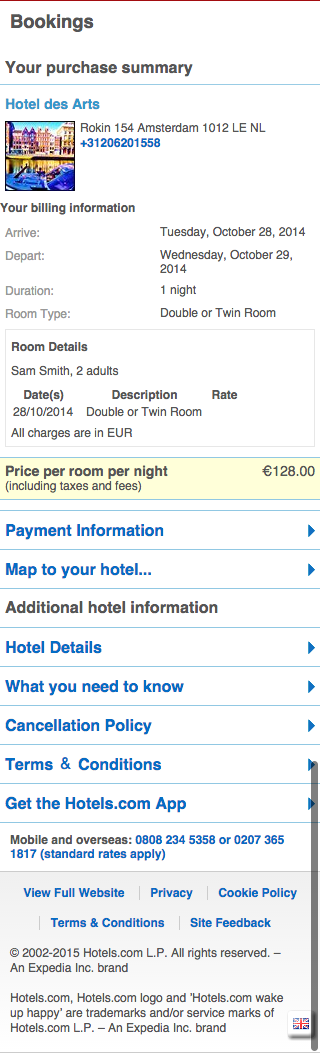 Bookings
Your purchase summary
Hotel des Arts
Rokin 154 Amsterdam 1012 LE NL
+31206201558
Your billing information
Arrive: Tuesday, October 28, 2014
Depart: Wednesday, October 29,
2014
Duration: 1 night
Room Type: Double or Twin Room
Room Details
Sam Smith, 2 adults
Date(s) Description Rate
28/10/2014 Double or Twin Room
All charges are in EUR
Price per room per night €128.00
(including taxes and fees)
Payment Information
Map to your hotel...
Additional hotel information
Hotel Details
What you need to know
Cancellation Policy
Terms & Conditions
Get the Hotels.com App
Mobile and overseas: 0808 234 5358 or 0207 365
1817 (standard rates apply)
View Full Website Privacy Cookie Policy
Terms & Conditions Site Feedback
© 2002-2015 Hotels.com L.P. All rights reserved. –
An Expedia Inc. brand
Hotels.com, Hotels.com logo and 'Hotels.com wake
up happy' are trademarks and/or service marks of
Hotels.com L.P. – An Expedia Inc. brand